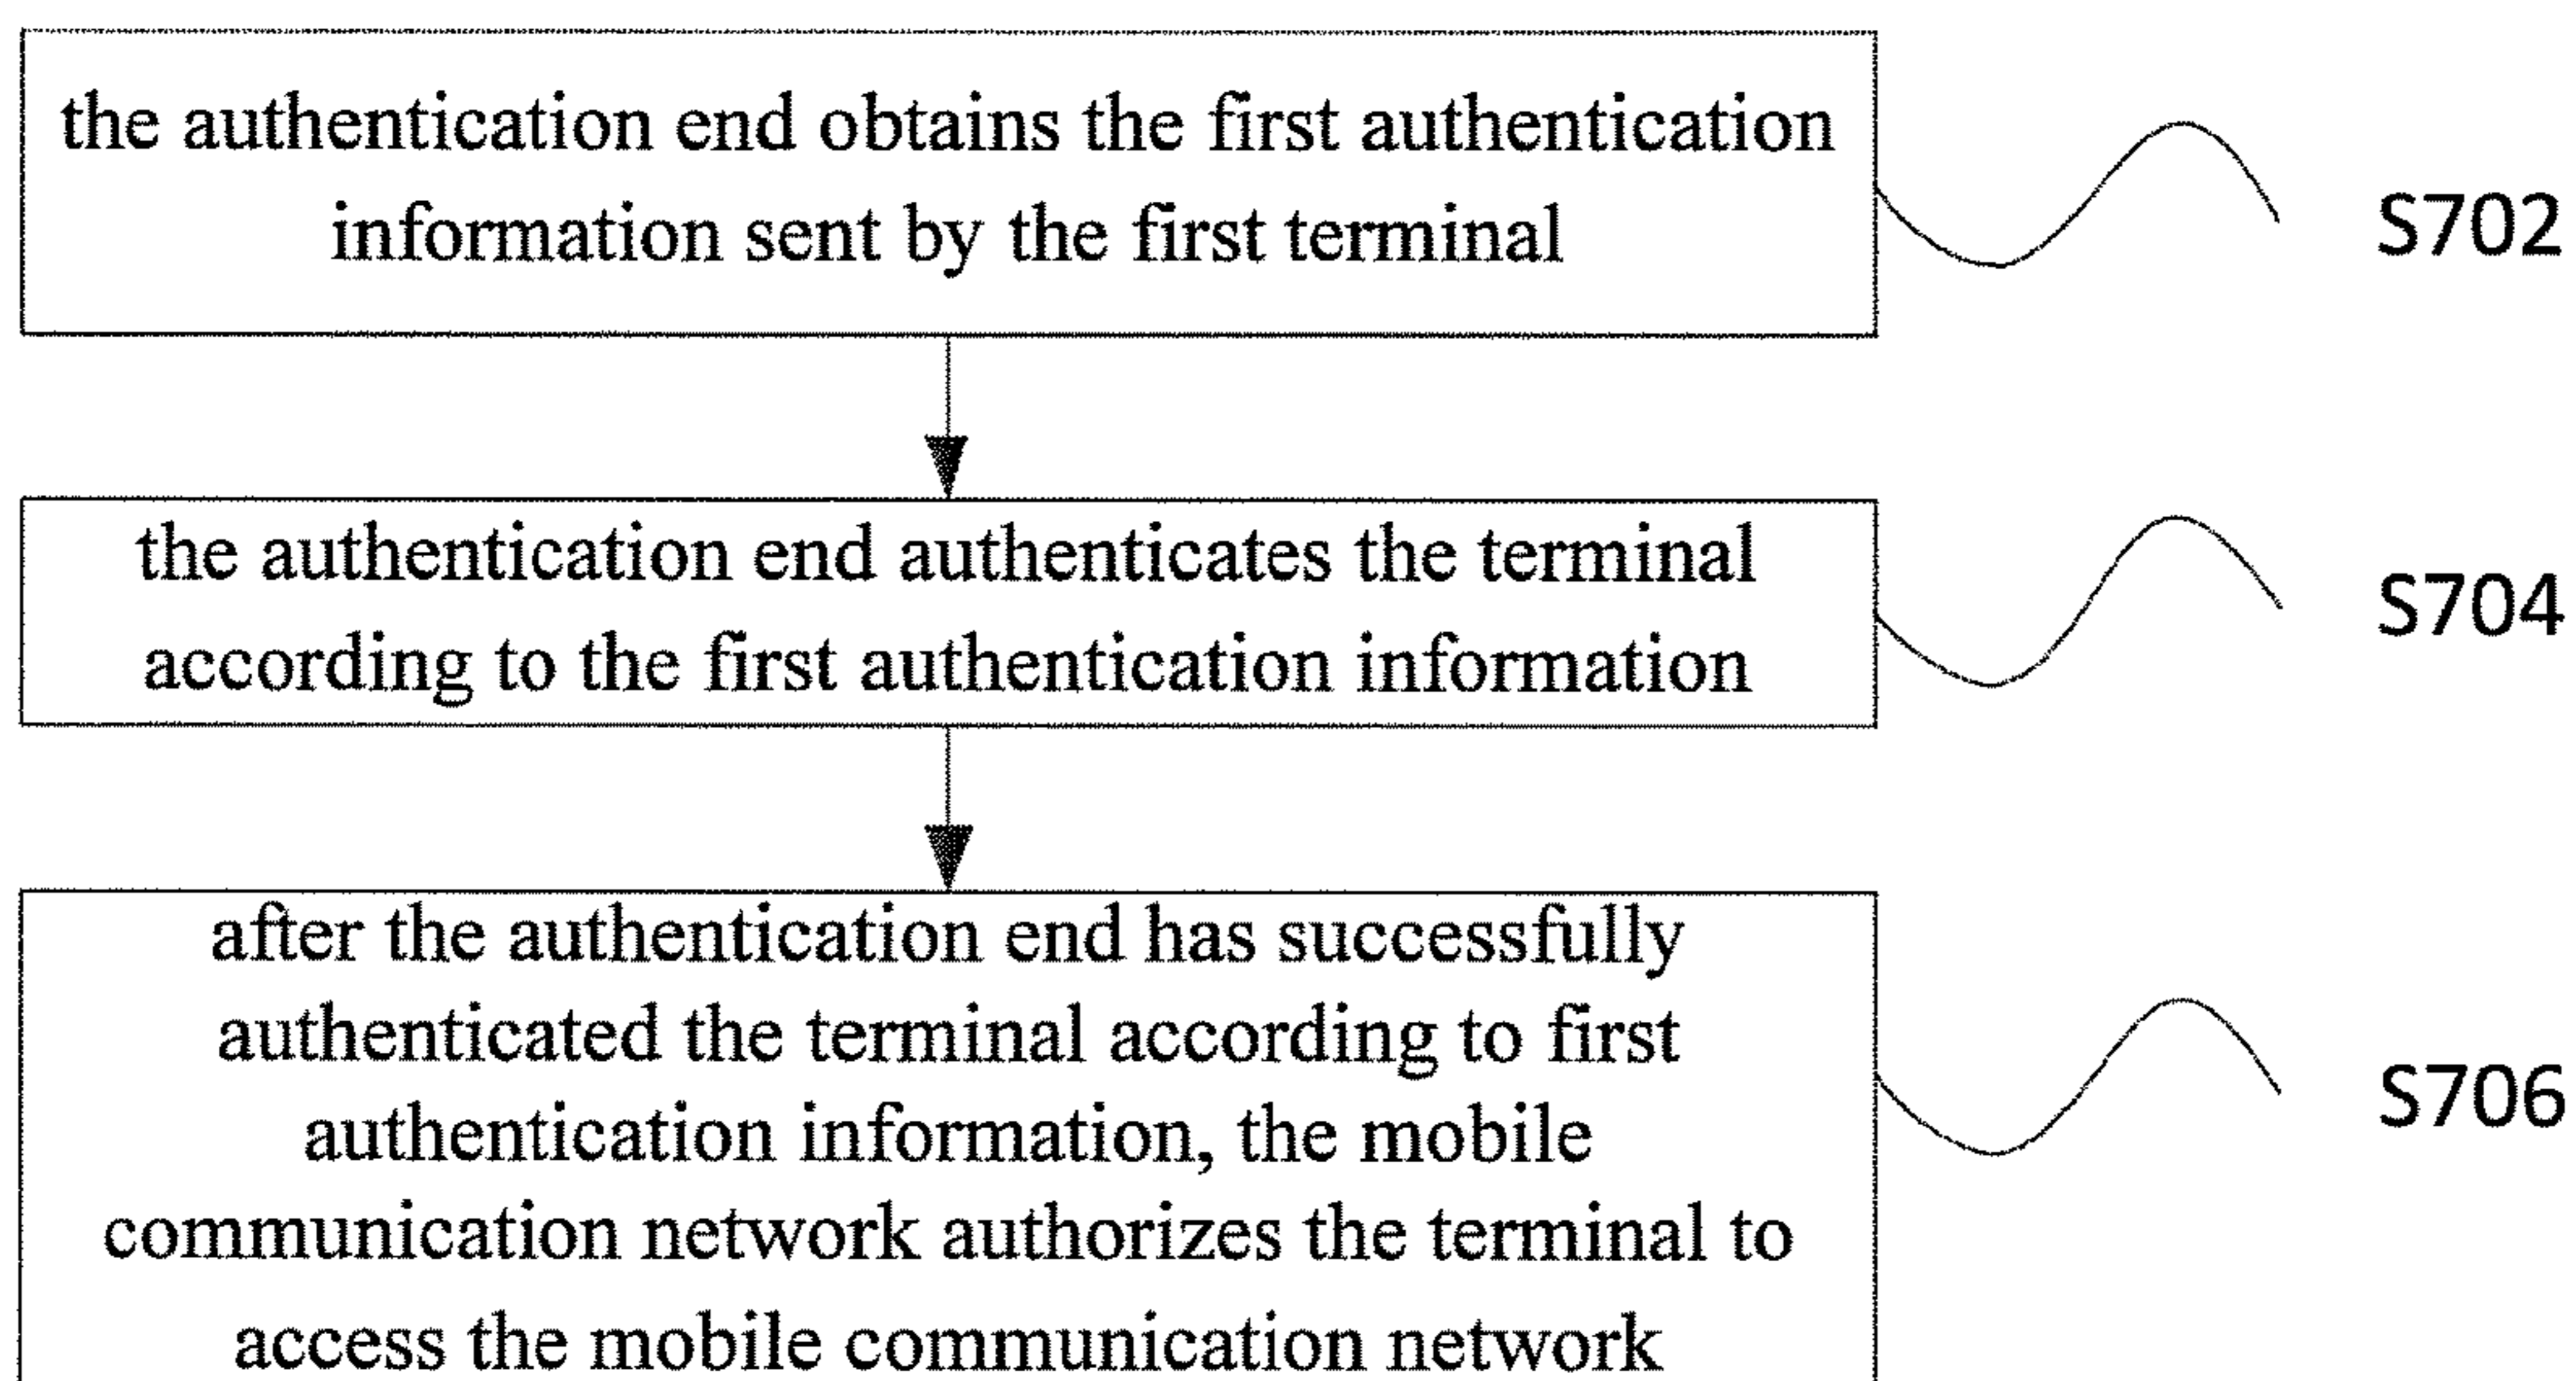 the authentication end obtains the first authentication
information sent by the first terminal
S702
the authentication end authenticates the terminal
according to the first authentication information
S704
after the authentication end has successfully
authenticated the terminal according to first
authentication information, the mobile
communication network authorizes the terminal to
access the mobile communication network
S706